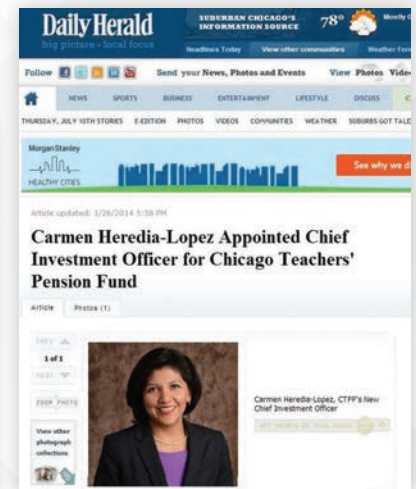 Daily Herald
big picture • local focus
SUBURBAN CHICAGO'S
INFORMATION SOURCE
78°
Mostly
Headlines Today View other communities Weather
Follow Send your News, Photos and Events View Photos
NEWS SPORTS BUSINESS ENTERTAINMENT LIFESTYLE DISCUSS
THURSDAY, JULY 10TH STORIES E-EDITION PHOTOS VIDEOS COMMUNITIES WEATHER SUBURBS GOT
Morgan Stanley
HEALTHY CITIES
See why we
Article updated: 1/26/2014 5:58 PM
Carmen Heredia-Lopez Appointed Chief
Investment Officer for Chicago Teachers'
Pension Fund
Article Photos (1)
PREV
1 of 1
NEXT
ZOOM PHOTO
Carmen Heredia-Lopez, CTPF's New
Chief Investment Officer
View other
photograph
collections